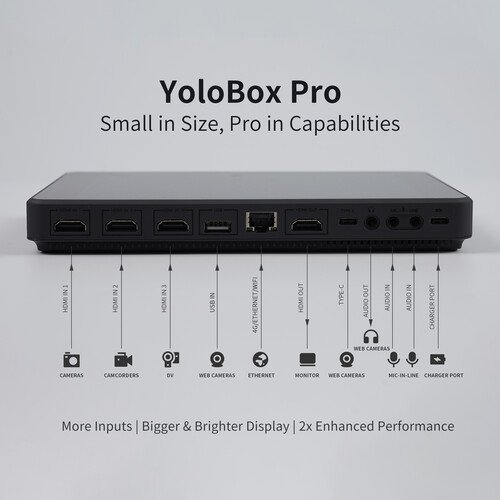 YoloBox Pro
Small in Size, Pro in Capabilities
HDMI IN 1
HDMI IN 2
HDMI IN 3
USB IN
4G/ETHERNET/WIFI
HDMI OUT
TYPE-C
AUDIO OUT
AUDIO IN
AUDIO IN
CHARGER PORT
WEB CAMERAS
CAMERAS
CAMCORDERS
DV
WEB CAMERAS
ETHERNET
MONITOR
WEB CAMERAS
MIC-IN-LINE
CHARGER PORT
More Inputs | Bigger & Brighter Display | 2x Enhanced Performance